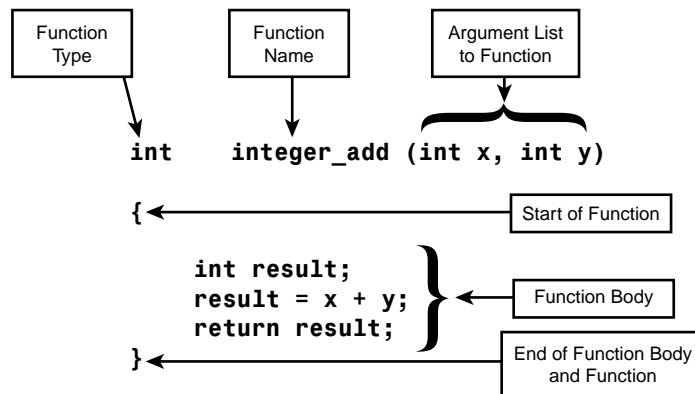 Function
Type
Function
Name
Argument List
to Function
int integer_add (int x, int y)
{
Start of Function
int result;
result = x + y;
return result;
Function Body
}
End of Function Body
and Function